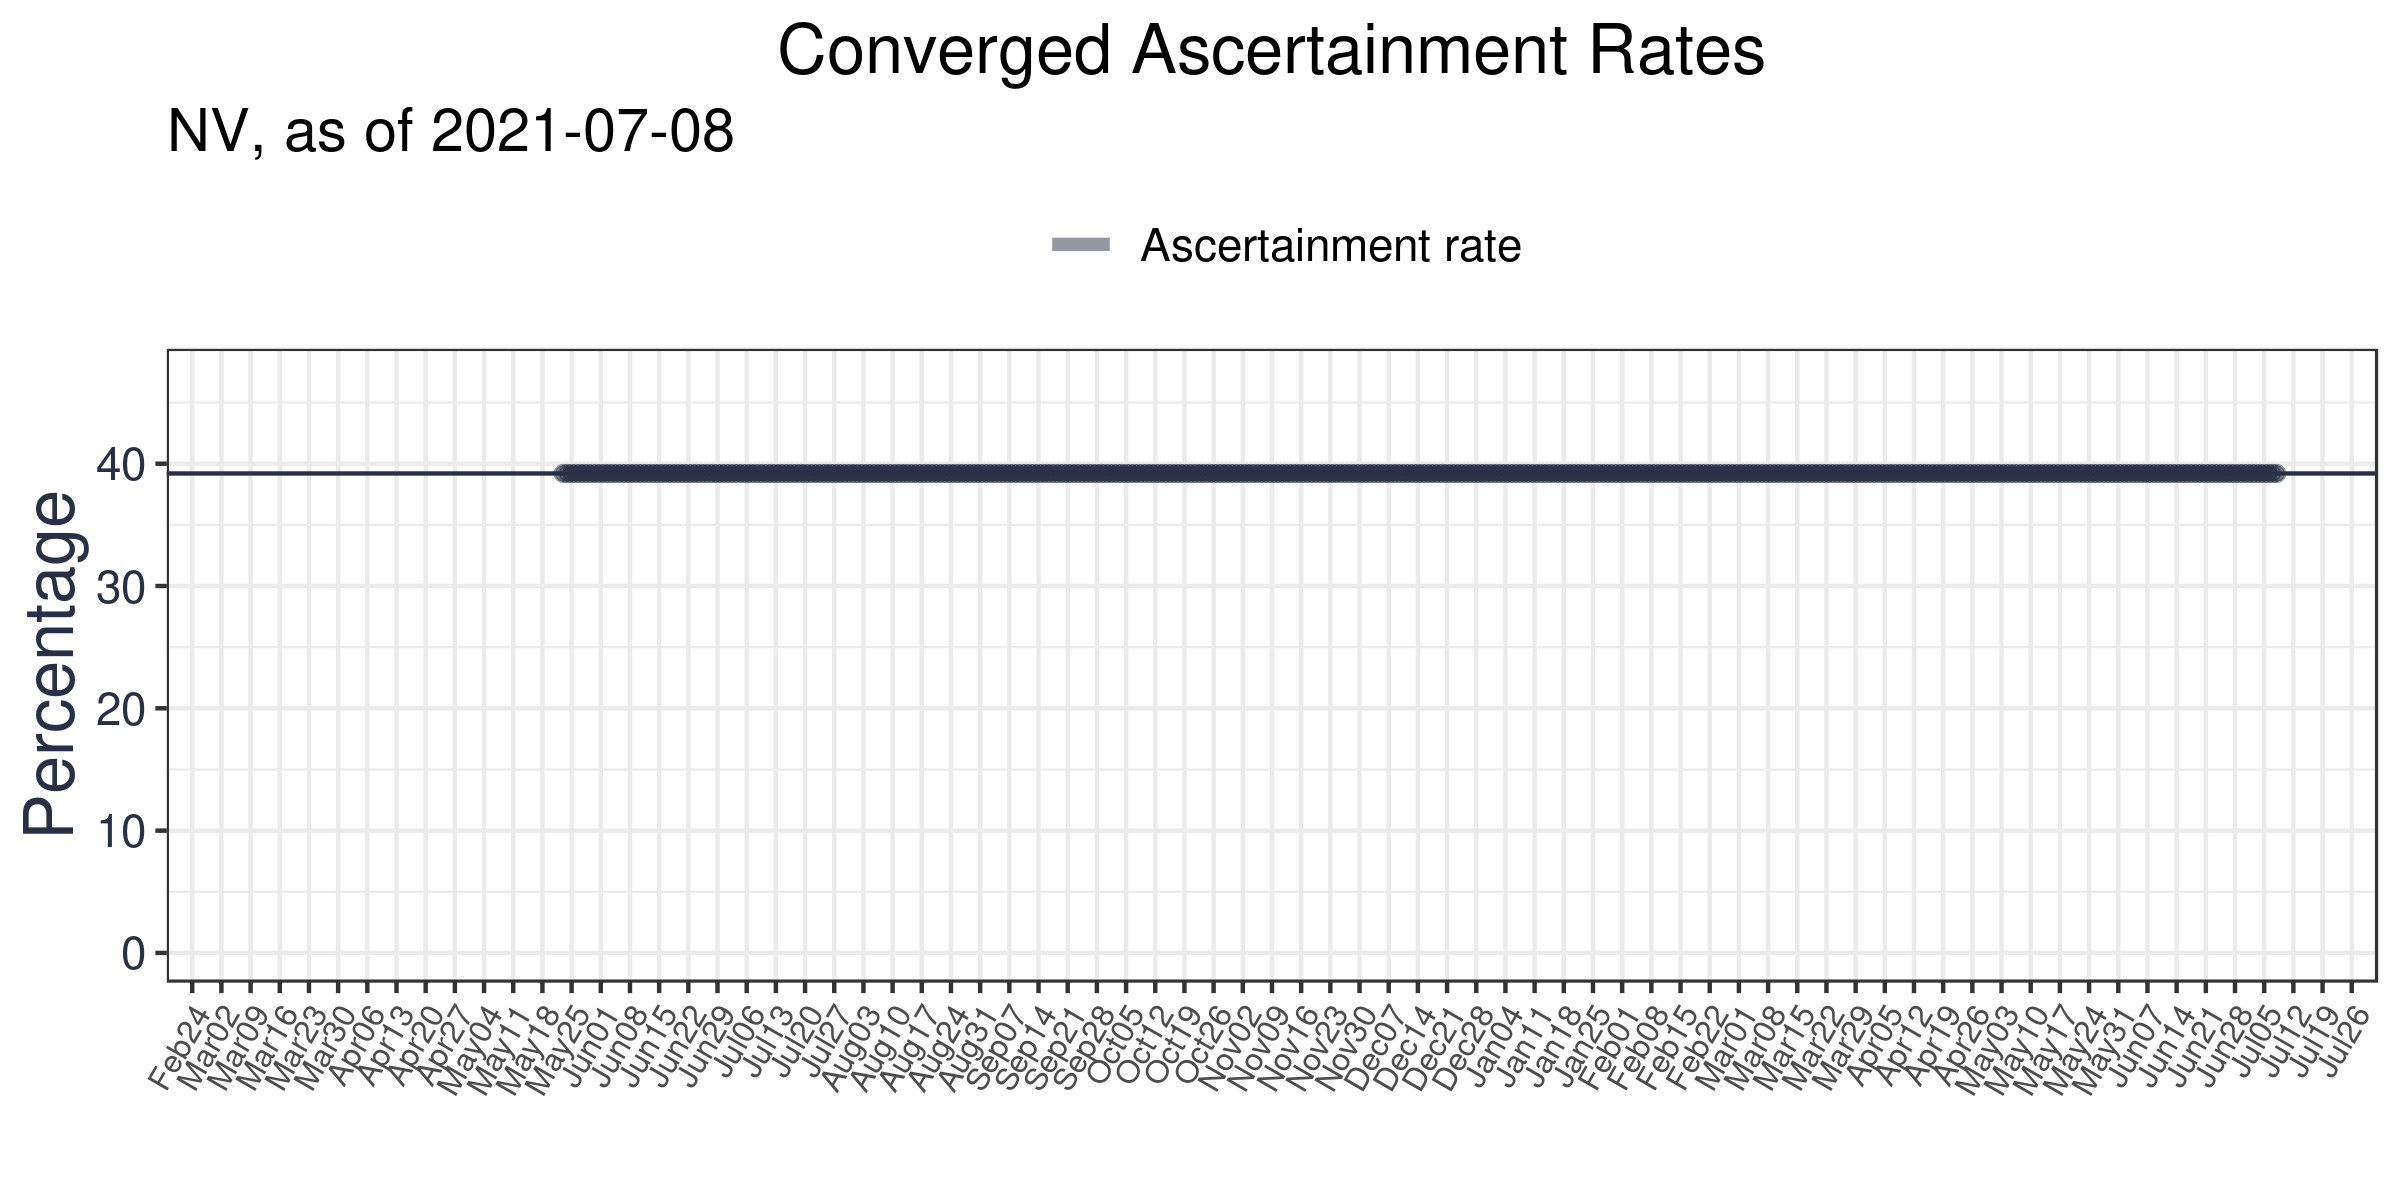 Converged Ascertainment Rates
NV, as of 2021-07-08
Ascertainment rate
Percentage
40
30
20
10
0
Feb24
Mar02
Mar09
Mar16
Mar23
Mar30
Apr06
Apr13
Apr20
Apr27
May04
May11
May18
May25
Jun01
Jun08
Jun15
Jun22
Jun29
Jul06
Jul13
Jul20
Jul27
Aug03
Aug10
Aug17
Aug24
Aug31
Sep07
Sep14
Sep21
Sep28
Oct05
Oct12
Oct19
Oct26
Nov02
Nov09
Nov16
Nov23
Nov30
Dec07
Dec14
Dec21
Dec28
Jan04
Jan11
Jan18
Jan25
Feb01
Feb08
Feb15
Feb22
Mar01
Mar08
Mar15
Mar22
Mar29
Apr05
Apr12
Apr19
Apr26
May03
May10
May17
May24
May31
Jun07
Jun14
Jun21
Jun28
Jul05
Jul12
Jul19
Jul26